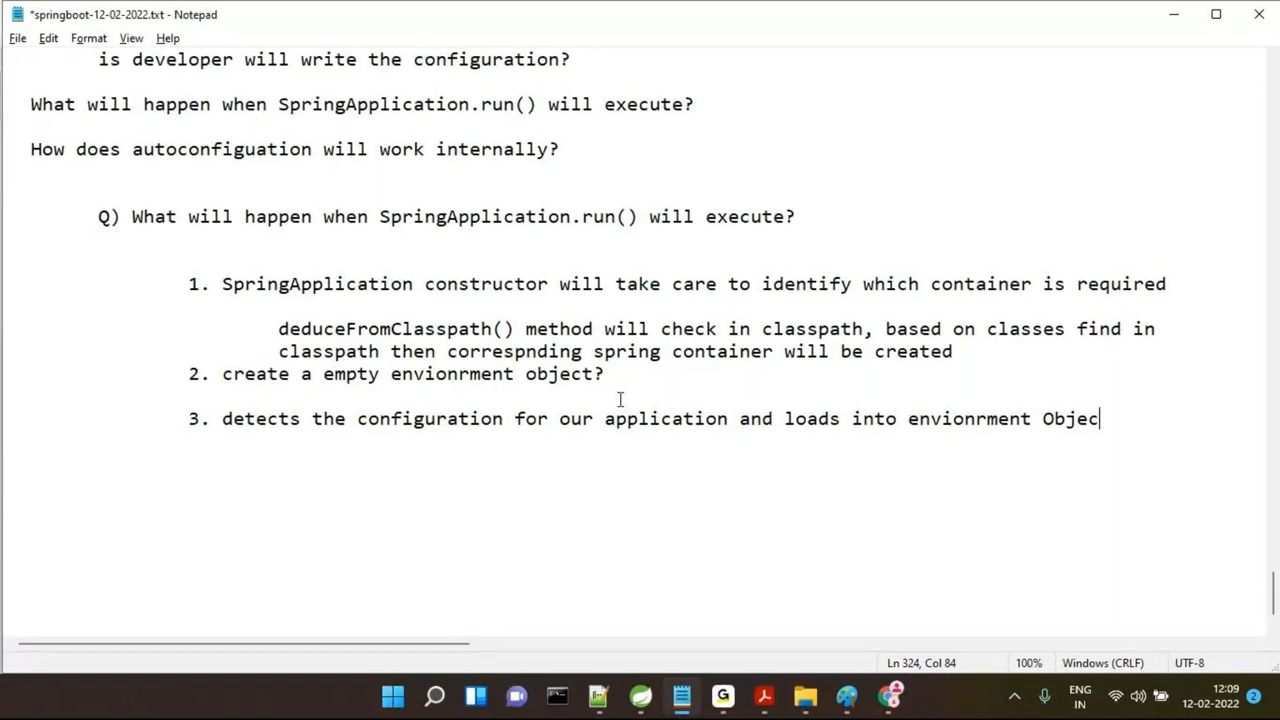 *springboot-12-02-2022.txt - Notepad
File Edit Format View Help
is developer will write the configuration?
What will happen when SpringApplication.run() will execute?
How does autoconfiguation will work internally?
Q) What will happen when SpringApplication.run() will execute?
1. SpringApplication constructor will take care to identify which container is required
deduceFromClasspath() method will check in classpath, based on classes find in
classpath then correspnding spring container will be created
2. create a empty envionrment object?
3. detects the configuration for our application and loads into envionrment Objec
Ln 324, Col 84 100% Windows (CRLF) UTF-8
G
ENG
IN
12:09
12-02-2022
2